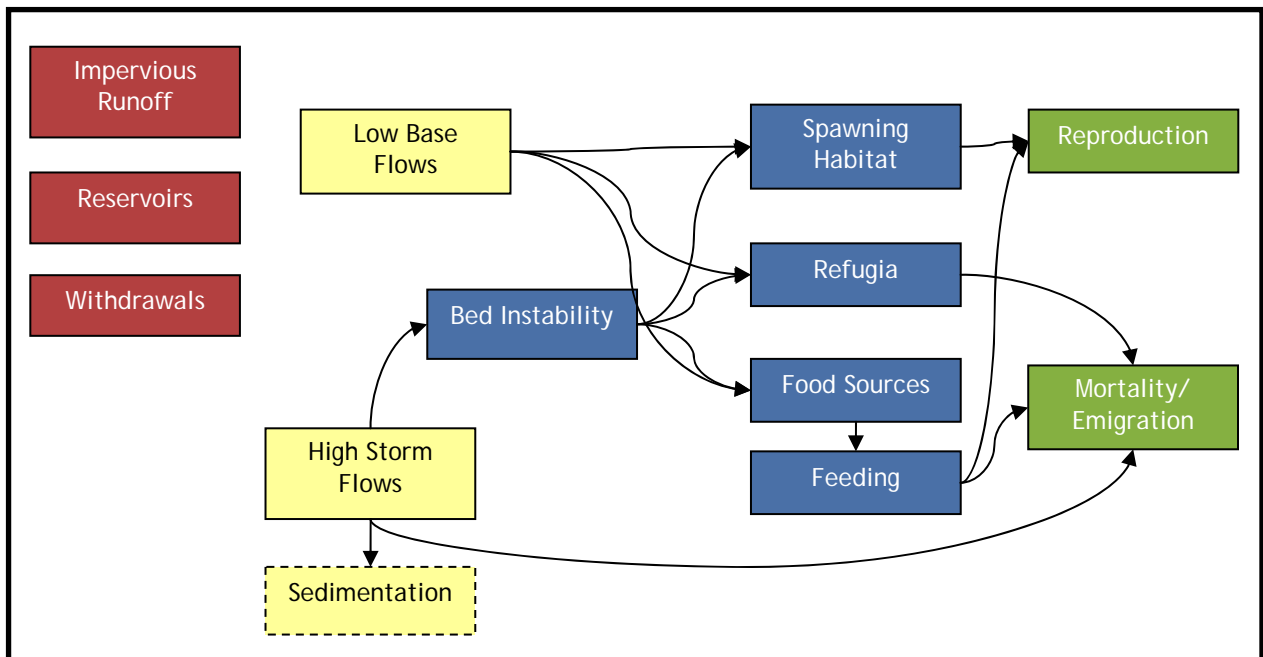 Impervious
Runoff
Reservoirs
Withdrawals
Low Base
Flows
Bed Instability
High Storm
Flows
Sedimentation
Spawning
Habitat
Refugia
Food Sources
Feeding
Reproduction
Mortality/
Emigration